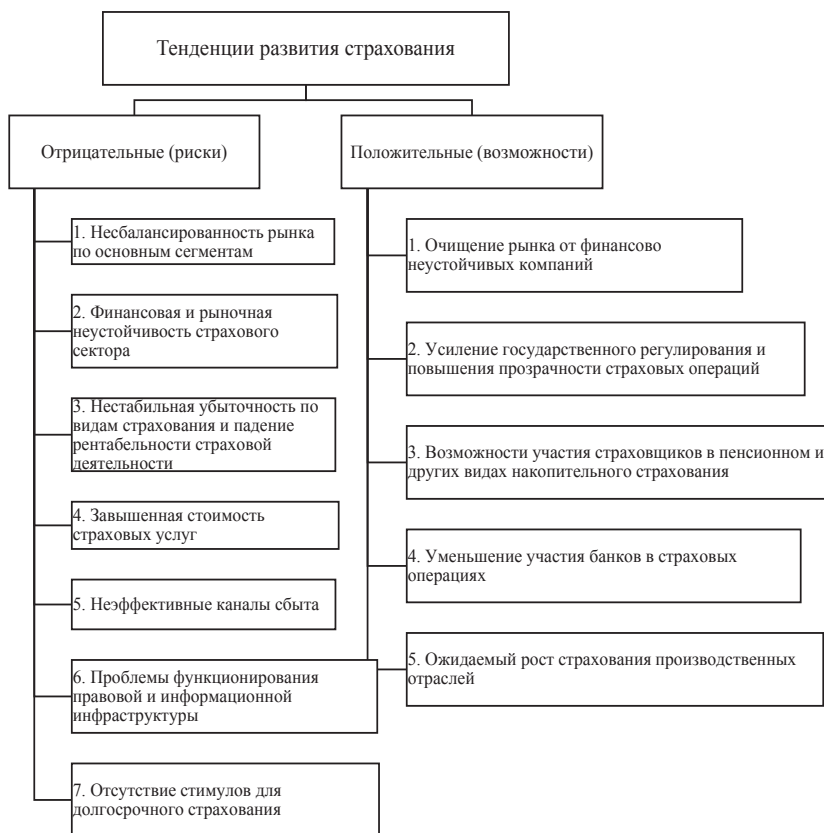 Тенденции развития страхования
Отрицательные (риски)
1. Несбалансированность рынка
по основным сегментам
2. Финансовая и рыночная
неустойчивость страхового
сектора
3. Нестабильная убыточность по
видам страхования и падение
рентабельности страховой
деятельности
4. Завышенная стоимость
страховых услуг
5. Неэффективные каналы сбыта
6. Проблемы функционирования
правовой и информационной
инфраструктуры
7. Отсутствие стимулов для
долгосрочного страхования
Положительные (возможности)
1. Очищение рынка от финансово
неустойчивых компаний
2. Усиление государственного регулирования и
повышения прозрачности страховых операций
3. Возможности участия страховщиков в пенсионном и
других видах накопительного страхования
4. Уменьшение участия банков в страховых
операциях
5. Ожидаемый рост страхования производственных
отраслей